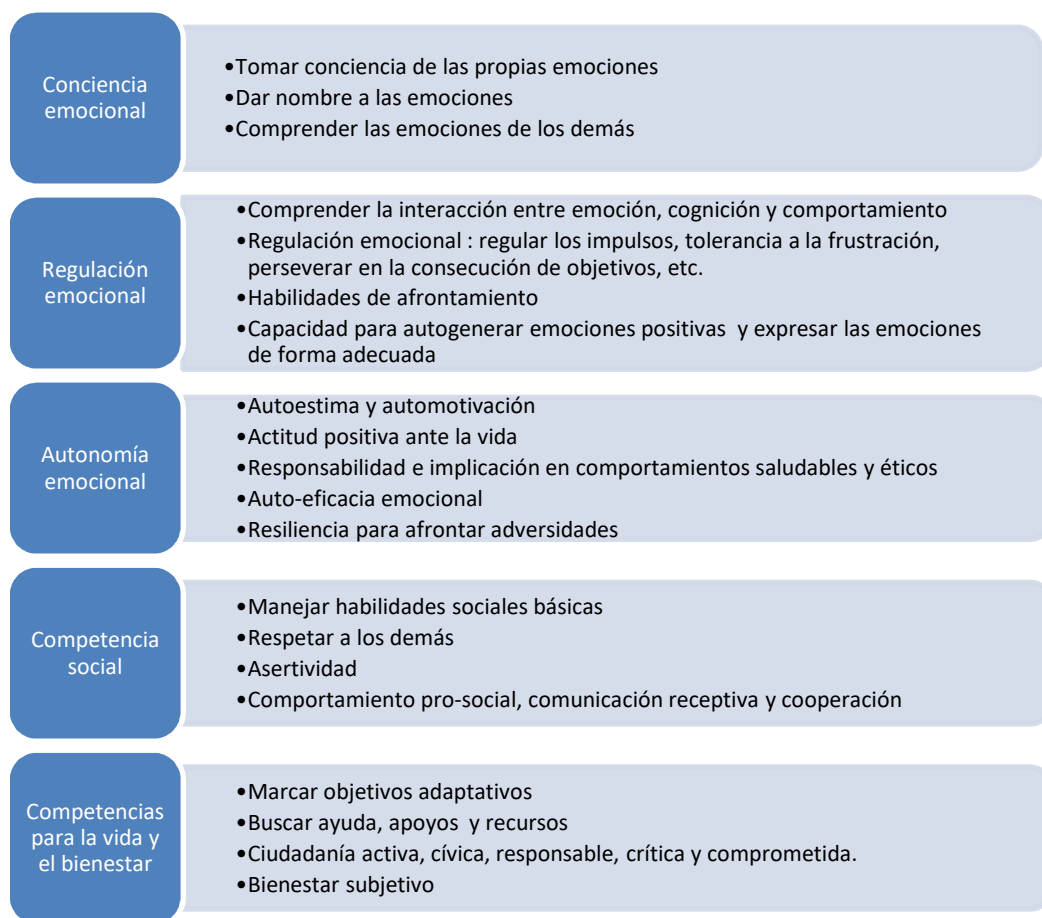 Conciencia
emocional
•Tomar conciencia de las propias emociones
•Dar nombre a las emociones
•Comprender las emociones de los demás
Regulación
emocional
•Comprender la interacción entre emoción, cognición y comportamiento
•Regulación emocional : regular los impulsos, tolerancia a la frustración,
perseverar en la consecución de objetivos, etc.
•Habilidades de afrontamiento
•Capacidad para autogenerar emociones positivas y expresar las emociones
de forma adecuada
Autonomía
emocional
•Autoestima y automotivación
•Actitud positiva ante la vida
•Responsabilidad e implicación en comportamientos saludables y éticos
•Auto-eficacia emocional
•Resiliencia para afrontar adversidades
Competencia
social
•Manejar habilidades sociales básicas
•Respetar a los demás
•Asertividad
•Comportamiento pro-social, comunicación receptiva y cooperación
Competencias
para la vida y
el bienestar
•Marcar objetivos adaptativos
•Buscar ayuda, apoyos y recursos
•Ciudadanía activa, cívica, responsable, crítica y comprometida.
•Bienestar subjetivo